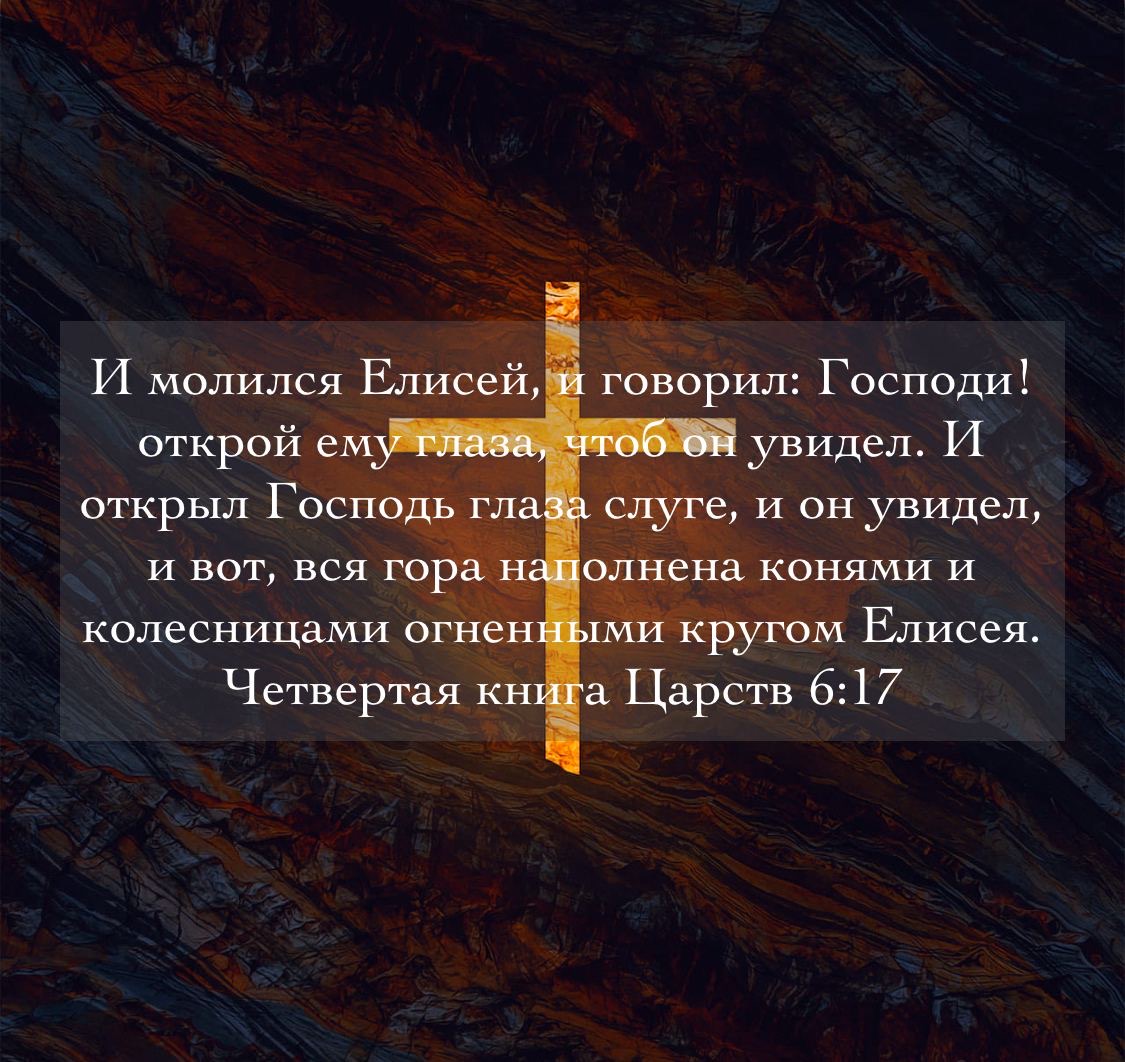 И молился Елисей, и говорил: Господи!
открой ему глаза, чтоб он увидел. И
открыл Господь глаза слуге, и он увидел,
и вот, вся гора наполнена конями и
колесницами огненными кругом Елисея.
Четвертая книга Царств 6:17